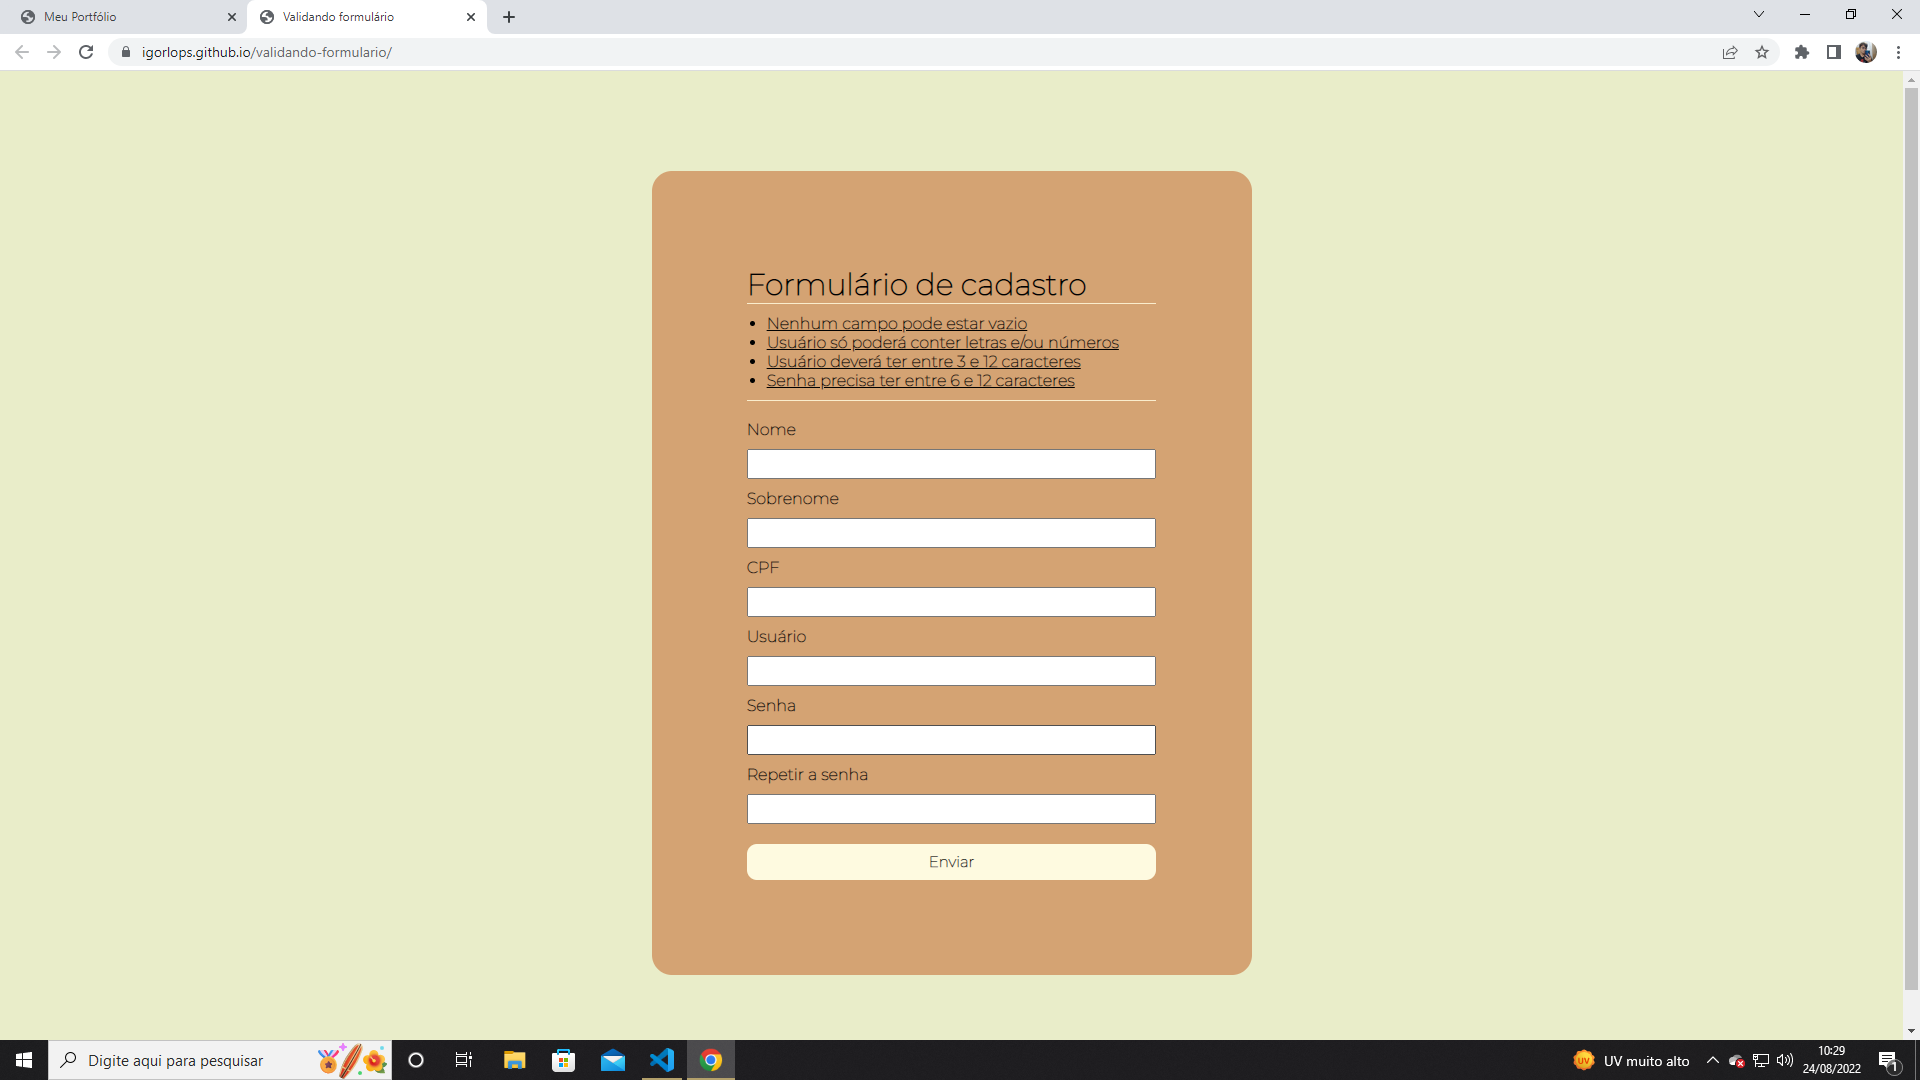 Meu Portfólio
Validando formulário
igorlops.github.io/validando-formulario/
Formulário de cadastro
Nenhum campo pode estar vazio
Usuário só poderá conter letras e/ou números
Usuário deverá ter entre 3 e 12 caracteres
Senha precisa ter entre 6 e 12 caracteres
Nome
Sobrenome
CPF
Usuário
Senha
Repetir a senha
Enviar
Digite aqui para pesquisar
UV
UV muito alto
10:29
24/08/2022
1